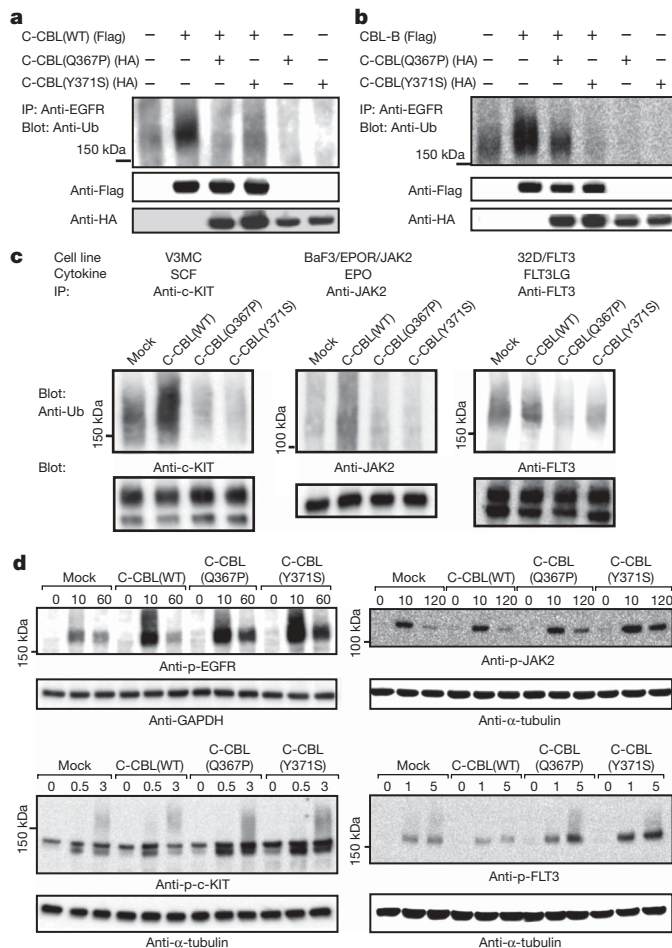 a
C-CBL(WT) (Flag) – + + + – –
C-CBL(Q367P) (HA) – – + – + –
C-CBL(Y371S) (HA) – – – + – +
IP: Anti-EGFR
Blot: Anti-Ub
150 kDa
Anti-Flag
Anti-HA
b
CBL-B (Flag) – + + + – –
C-CBL(Q367P) (HA) – – + – + –
C-CBL(Y371S) (HA) – – – + – +
IP: Anti-EGFR
Blot: Anti-Ub
150 kDa
Anti-Flag
Anti-HA
c
Cell line V3MC BaF3/EPOR/JAK2 32D/FLT3
Cytokine SCF EPO FLT3LG
IP: Anti-c-KIT Anti-JAK2 Anti-FLT3
Mock C-CBL(WT) C-CBL(Q367P) C-CBL(Y371S) Mock C-CBL(WT) C-CBL(Q367P) C-CBL(Y371S) Mock C-CBL(WT) C-CBL(Q367P) C-CBL(Y371S)
Blot:
Anti-Ub
150 kDa 100 kDa 150 kDa
Blot: Anti-c-KIT Anti-JAK2 Anti-FLT3
d
Mock C-CBL(WT) C-CBL (Q367P) C-CBL (Y371S)
0 10 60 0 10 60 0 10 60 0 10 60
150 kDa
Anti-p-EGFR
Anti-GAPDH
Mock C-CBL(WT) C-CBL (Q367P) C-CBL (Y371S)
0 10 120 0 10 120 0 10 120 0 10 120
100 kDa
Anti-p-JAK2
Anti-α-tubulin
Mock C-CBL(WT) C-CBL (Q367P) C-CBL (Y371S)
0 0.5 3 0 0.5 3 0 0.5 3 0 0.5 3
150 kDa
Anti-p-c-KIT
Anti-α-tubulin
Mock C-CBL(WT) C-CBL (Q367P) C-CBL (Y371S)
0 1 5 0 1 5 0 1 5 0 1 5
150 kDa
Anti-p-FLT3
Anti-α-tubulin